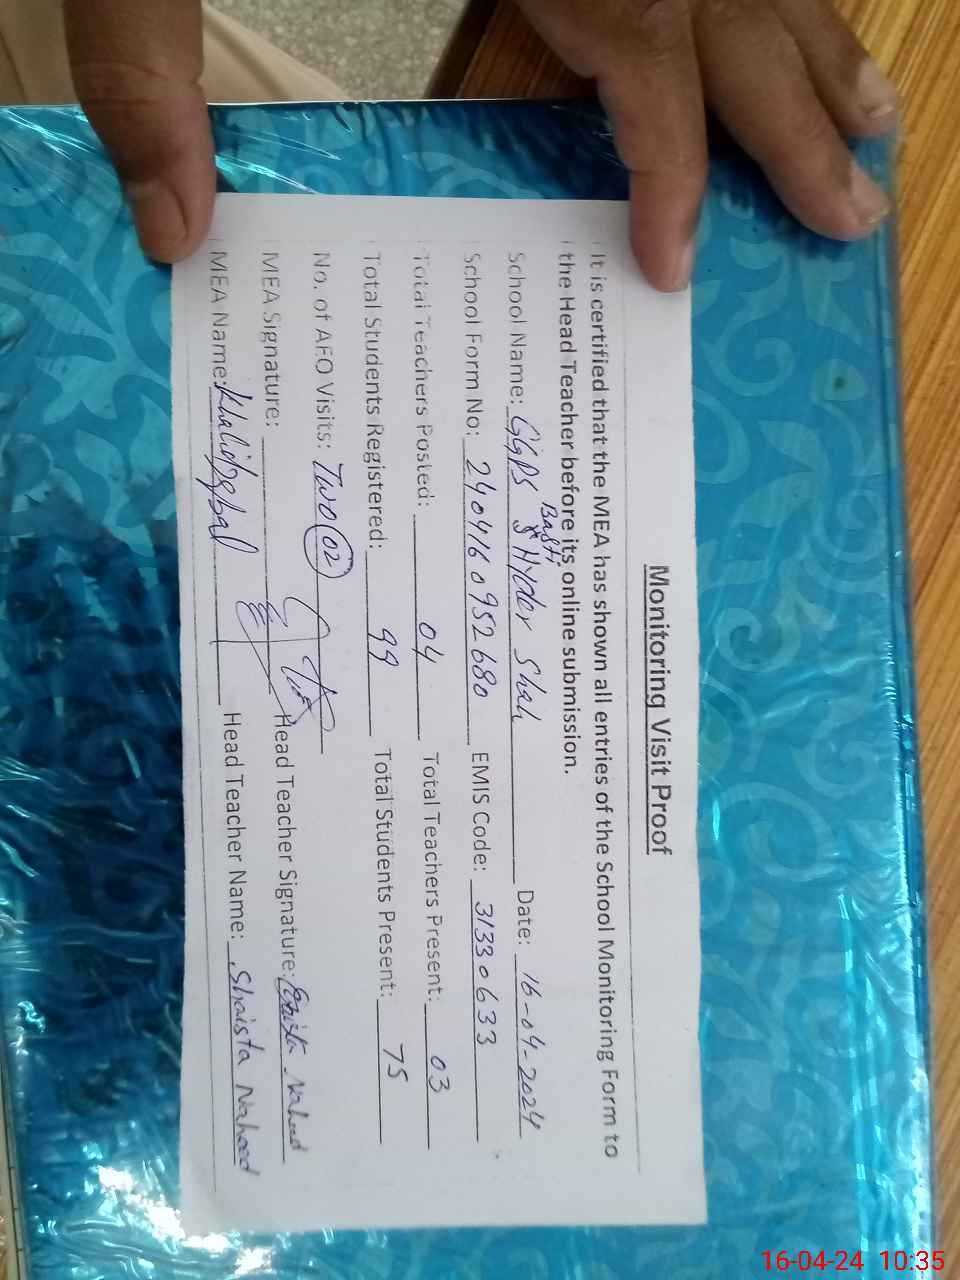 Monitoring Visit Proof
It is certified that the MEA has shown all entries of the School Monitoring Form to
the Head Teacher before its online submission.
School Name: GGPS Basti Hyder Shah Date: 16-04-2024
School Form No: 2404160952680 EMIS Code: 31330633
Total Teachers Posted: 04 Total Teachers Present: 03
Total Students Registered: 99 Total Students Present: 75
No. of AEO Visits: Two 02
MEA Signature: Head Teacher Signature: Shaista Naheed
MEA Name: Khalid Iqbal Head Teacher Name: Shaista Naheed
16-04-24 10:35